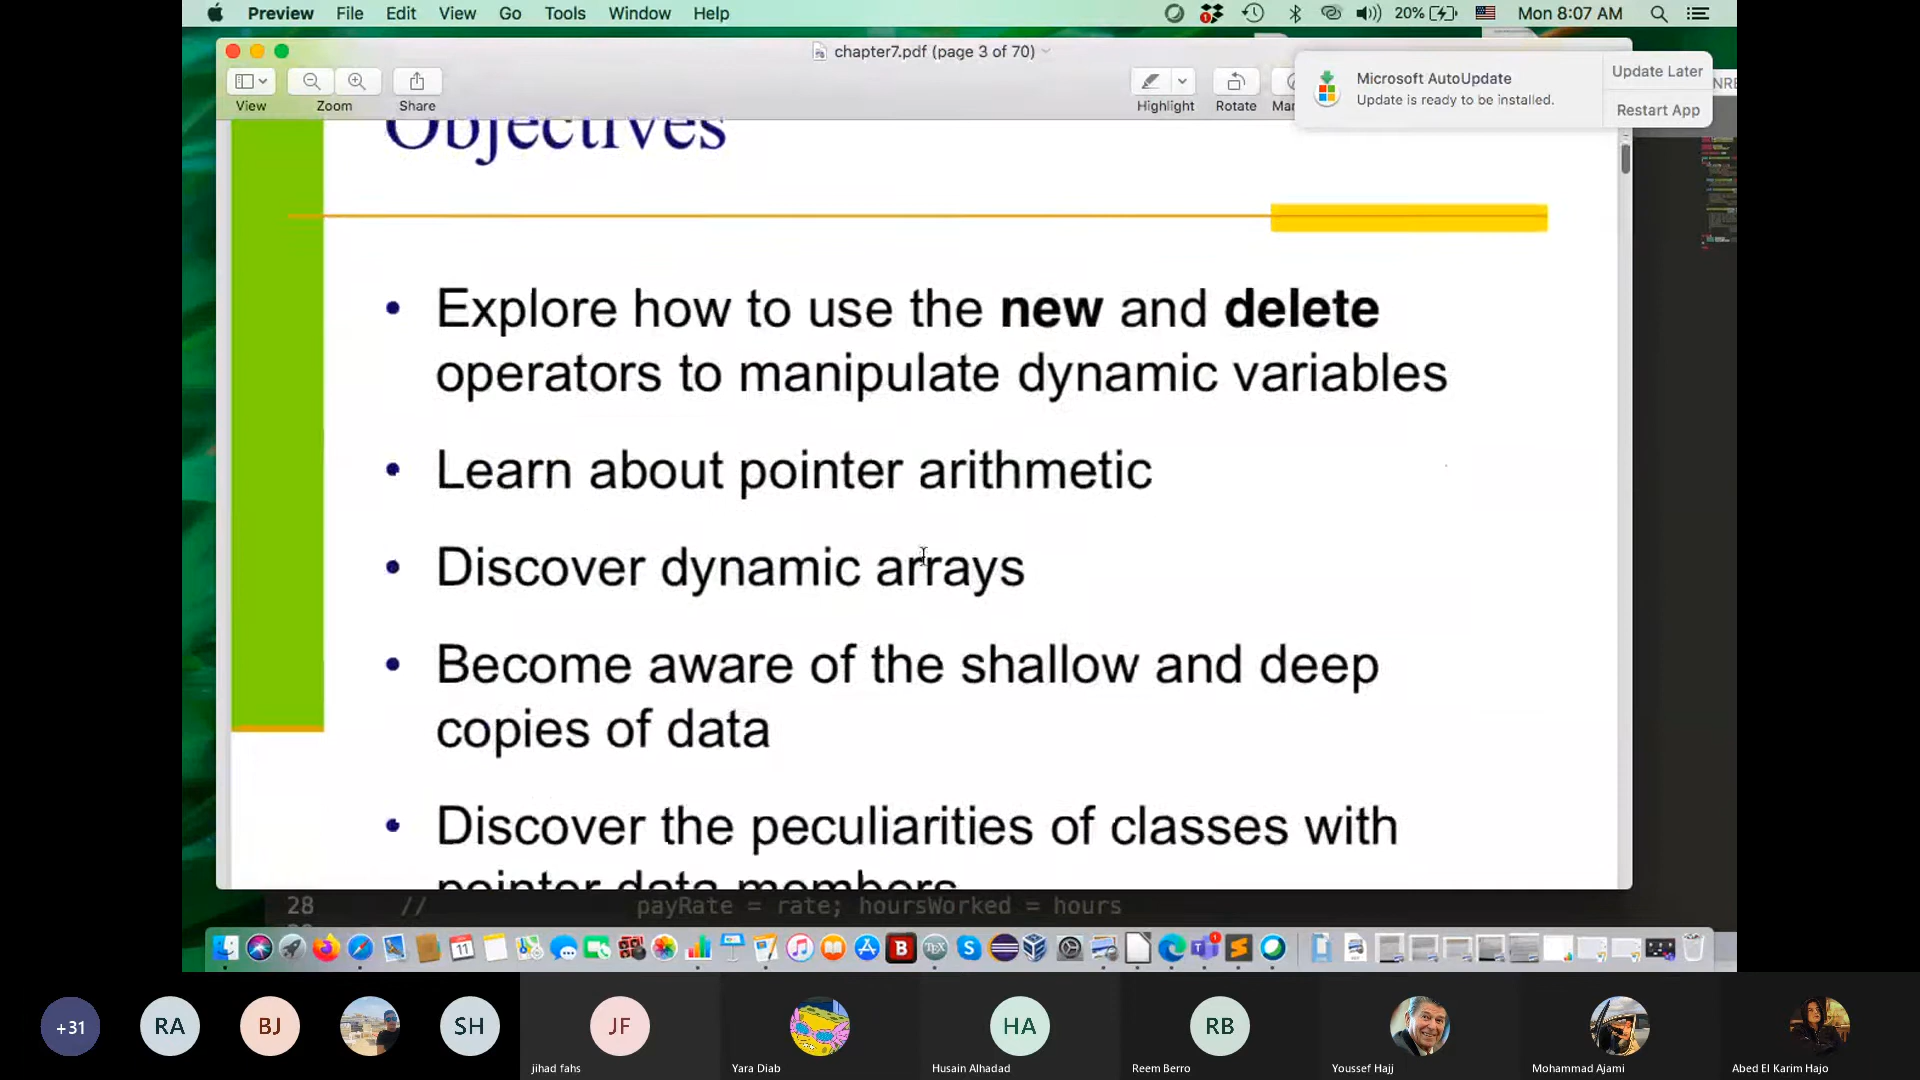 Preview File Edit View Go Tools Window Help
20% Mon 8:07 AM
chapter7.pdf (page 3 of 70)
View Zoom Share Highlight Rotate
Microsoft AutoUpdate
Update is ready to be installed.
Update Later
Restart App
Objectives
• Explore how to use the new and delete
operators to manipulate dynamic variables
• Learn about pointer arithmetic
• Discover dynamic arrays
• Become aware of the shallow and deep
copies of data
• Discover the peculiarities of classes with
pointer data members
28 // payRate = rate; hoursWorked = hours
+31 RA BJ SH JF HA RB
jihad fahs Yara Diab Husain Alhadad Reem Berro Youssef Hajj Mohammad Ajami Abed El Karim Hajo